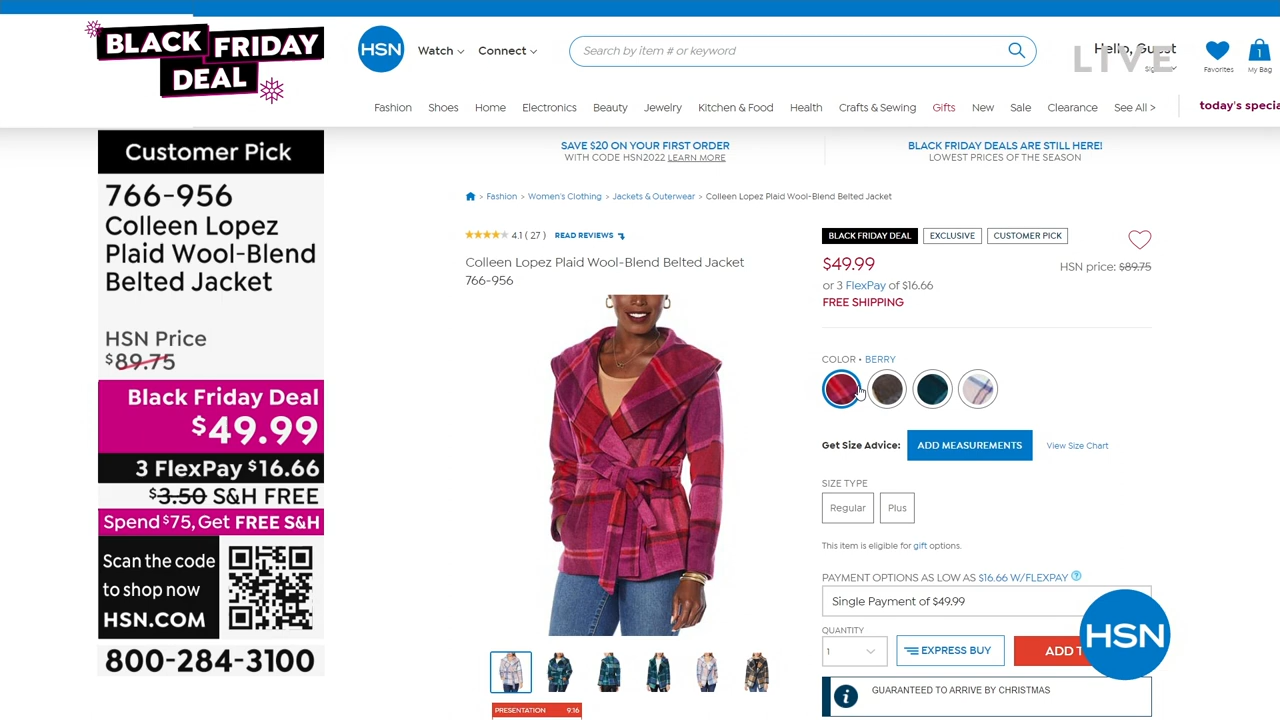 BLACK FRIDAY
DEAL
Customer Pick
766-956
Colleen Lopez
Plaid Wool-Blend
Belted Jacket
HSN Price
$89.75
Black Friday Deal
$49.99
3 FlexPay $16.66
$3.50 S&H FREE
Spend $75, Get FREE S&H
Scan the code
to shop now
HSN.COM
800-284-3100
HSN
Watch
Connect
Search by item # or keyword
Hello, Guest
LIVE
Favorites
1
My Bag
Fashion Shoes Home Electronics Beauty Jewelry Kitchen & Food Health Crafts & Sewing Gifts New Sale Clearance See All >
today's specia
SAVE $20 ON YOUR FIRST ORDER
WITH CODE HSN2022 LEARN MORE
BLACK FRIDAY DEALS ARE STILL HERE!
LOWEST PRICES OF THE SEASON
> Fashion > Women's Clothing > Jackets & Outerwear > Colleen Lopez Plaid Wool-Blend Belted Jacket
4.1 ( 27 ) READ REVIEWS
Colleen Lopez Plaid Wool-Blend Belted Jacket
766-956
PRESENTATION 9:16
BLACK FRIDAY DEAL EXCLUSIVE CUSTOMER PICK
$49.99
HSN price: $89.75
or 3 FlexPay of $16.66
FREE SHIPPING
COLOR • BERRY
Get Size Advice: ADD MEASUREMENTS View Size Chart
SIZE TYPE
Regular Plus
This item is eligible for gift options.
PAYMENT OPTIONS AS LOW AS $16.66 W/FLEXPAY ?
Single Payment of $49.99
QUANTITY
1
EXPRESS BUY
ADD T
HSN
i
GUARANTEED TO ARRIVE BY CHRISTMAS